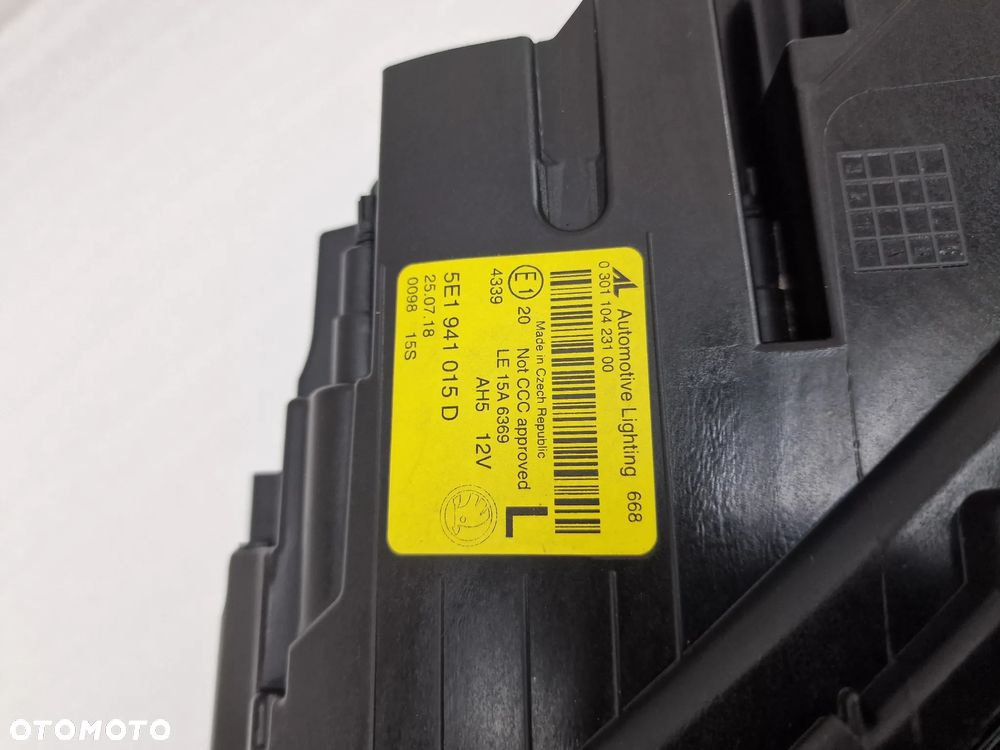 AL Automotive Lighting 668
0 301 104 231 00
Made in Czech Republic
E1 20 Not CCC approved L
4339 LE 15A 6369
AH5 12V
5E1 941 015 D
25.07.18
0098 15S
OTOMOTO